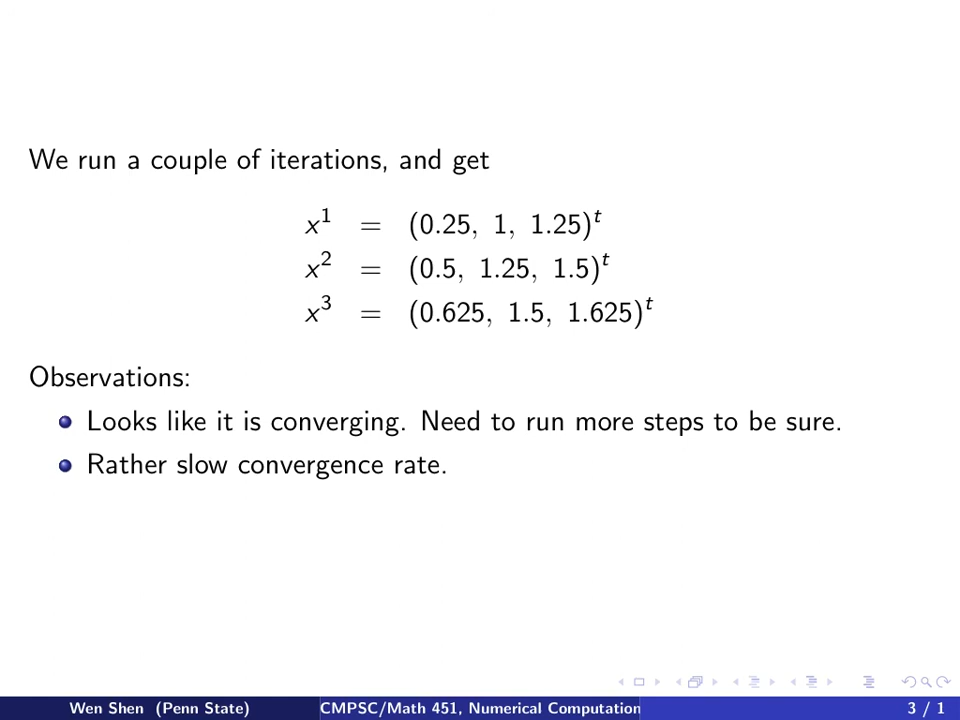 We run a couple of iterations, and get
x¹ = (0.25, 1, 1.25)ᵗ
x² = (0.5, 1.25, 1.5)ᵗ
x³ = (0.625, 1.5, 1.625)ᵗ
Observations:
Looks like it is converging. Need to run more steps to be sure.
Rather slow convergence rate.
Wen Shen (Penn State) CMPSC/Math 451, Numerical Computation 3 / 1